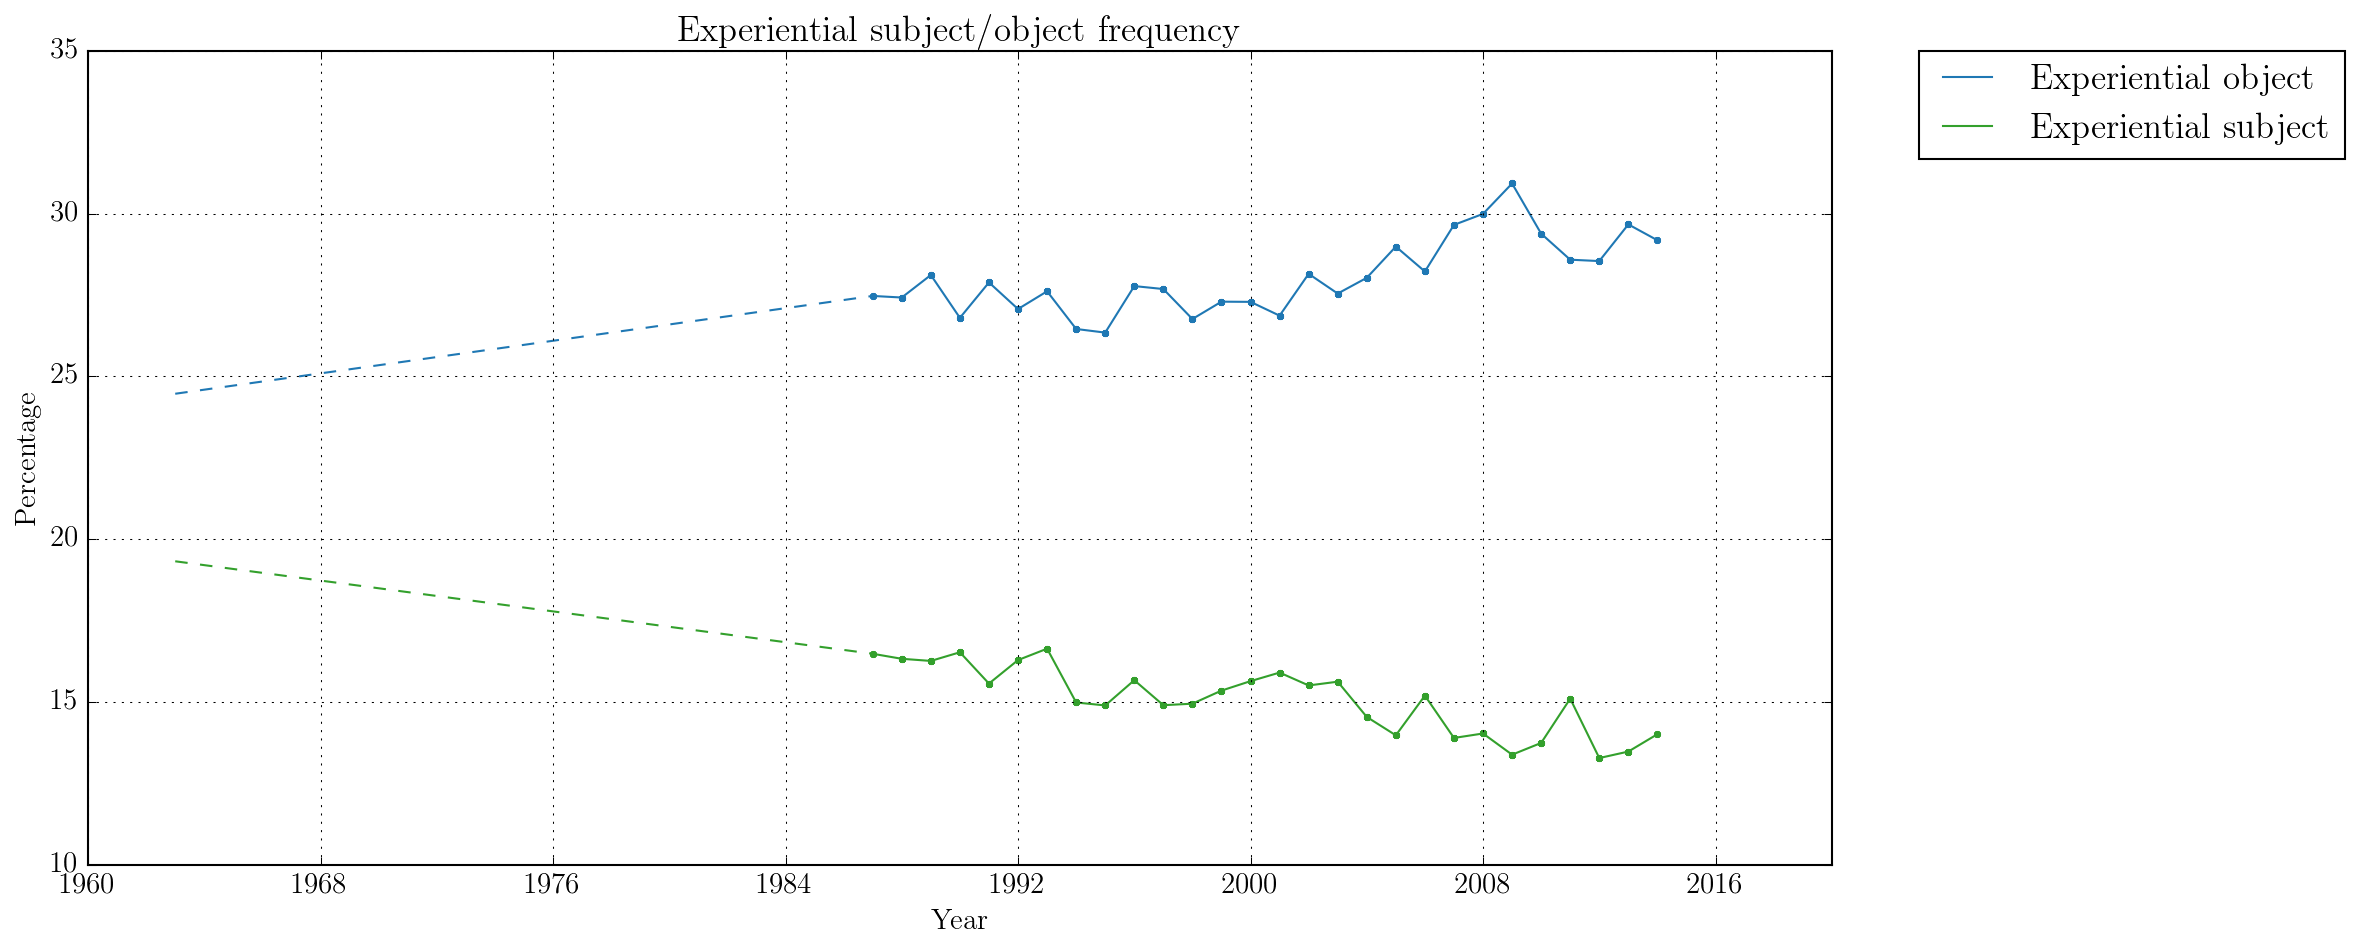 Experiential subject/object frequency
35
30
25
20
15
10
Percentage
1960 1968 1976 1984 1992 2000 2008 2016
Year
Experiential object
Experiential subject